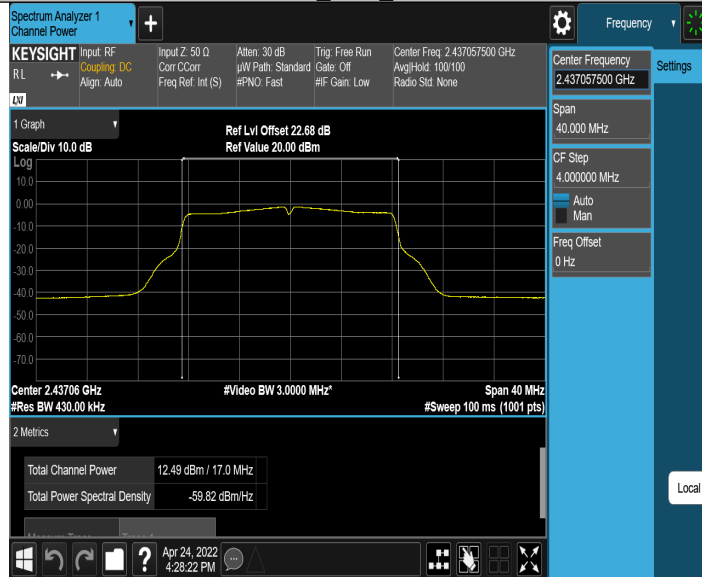 Spectrum Analyzer 1
Channel Power
+
Frequency
KEYSIGHT
RL
LXI
Input: RF
Coupling: DC
Align: Auto
Input Z: 50 Ω
Corr CCorr
Freq Ref: Int (S)
Atten: 30 dB
µW Path: Standard
#PNO: Fast
Trig: Free Run
Gate: Off
#IF Gain: Low
Center Freq: 2.437057500 GHz
Avg|Hold: 100/100
Radio Std: None
Center Frequency
2.437057500 GHz
Settings
Span
40.000 MHz
CF Step
4.000000 MHz
Auto
Man
Freq Offset
0 Hz
1 Graph
Scale/Div 10.0 dB
Ref Lvl Offset 22.68 dB
Ref Value 20.00 dBm
Log
10.0
0.00
-10.0
-20.0
-30.0
-40.0
-50.0
-60.0
-70.0
Center 2.43706 GHz
#Video BW 3.0000 MHz*
Span 40 MHz
#Res BW 430.00 kHz
#Sweep 100 ms (1001 pts)
2 Metrics
Total Channel Power
12.49 dBm / 17.0 MHz
Total Power Spectral Density
-59.82 dBm/Hz
Local
?
Apr 24, 2022
4:28:22 PM